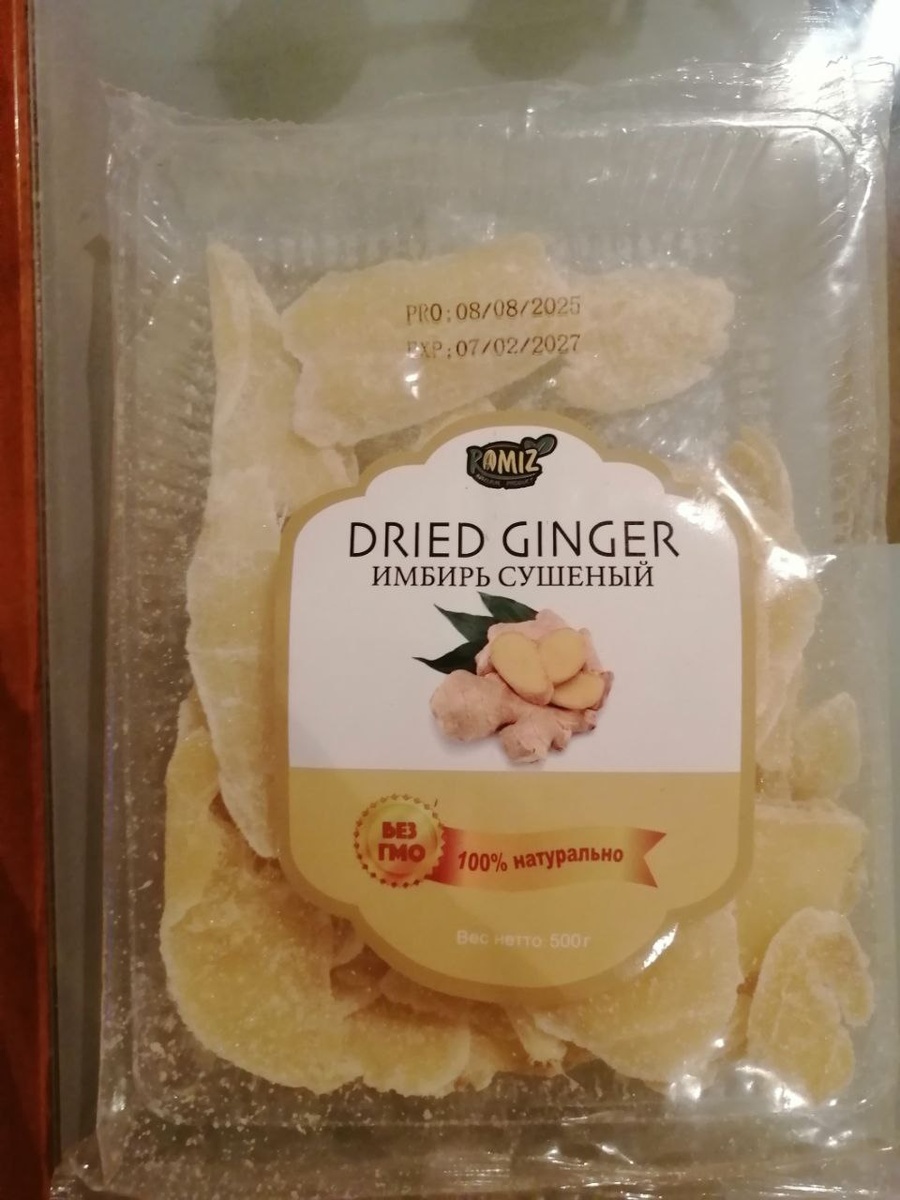 PRO:08/08/2025
EXP:07/02/2027
RAMIZ
DRIED GINGER
ИМБИРЬ СУШЕНЫЙ
БЕЗ
ГМО
100% натурально
Вес нетто 500г